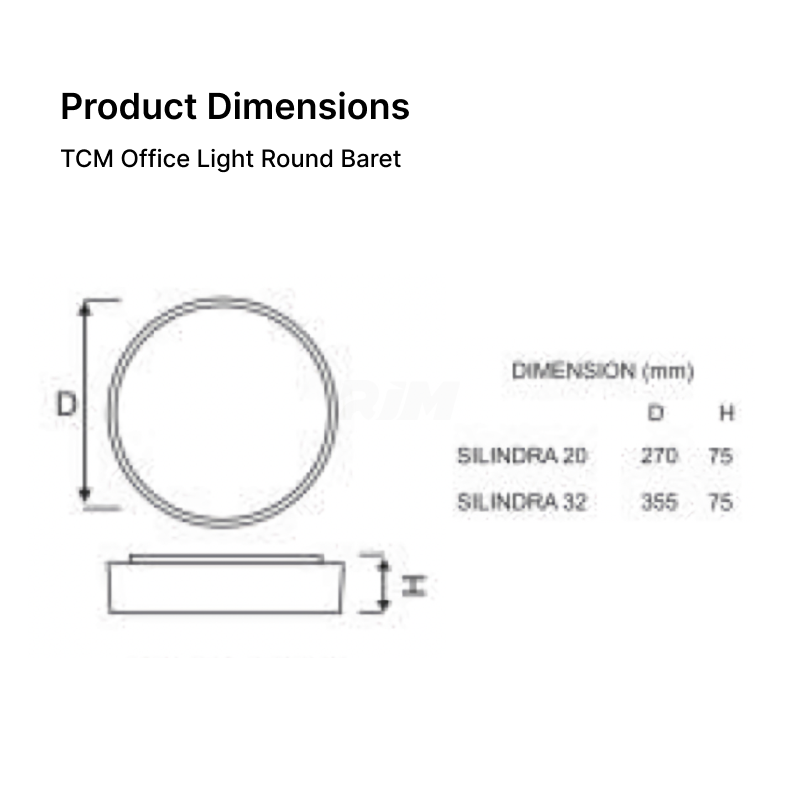 Product Dimensions
TCM Office Light Round Baret
DIMENSION (mm)
D H
D
SILINDRA 20 270 75
SILINDRA 32 355 75
H